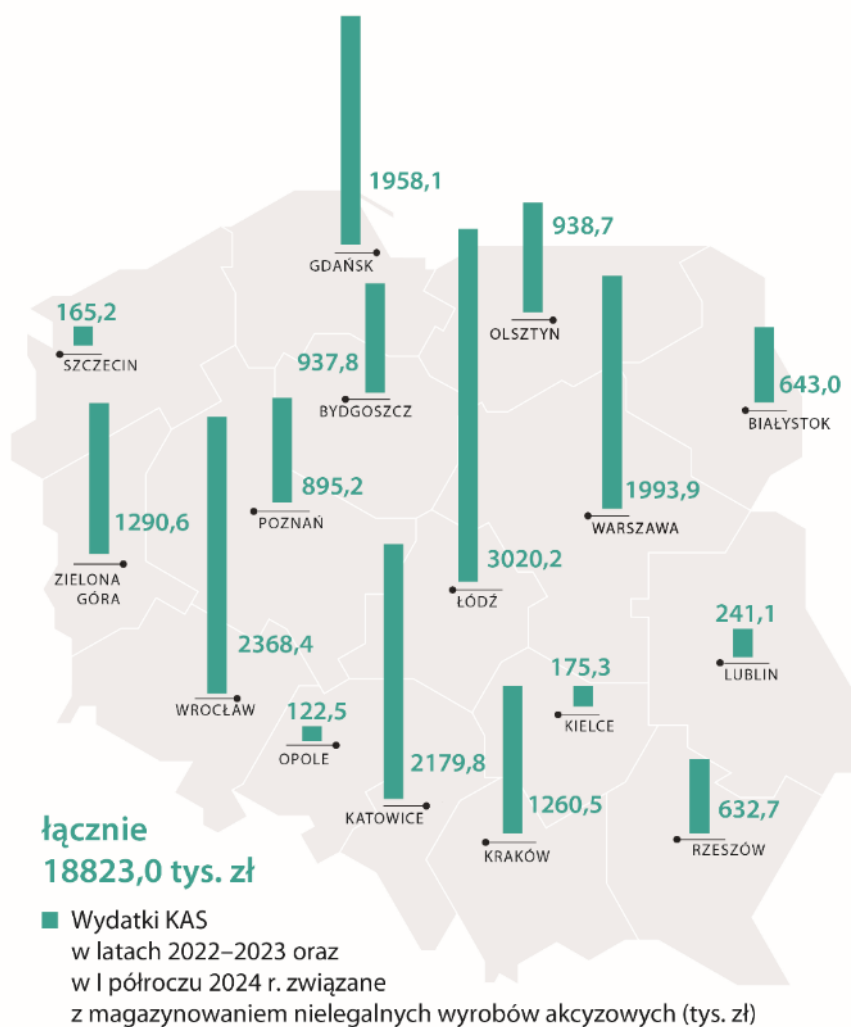 1958,1
GDAŃSK
938,7
OLSZTYN
165,2
SZCZECIN
937,8
BYDGOSZCZ
643,0
BIAŁYSTOK
1290,6
ZIELONA
GÓRA
895,2
POZNAŃ
1993,9
WARSZAWA
3020,2
ŁÓDŹ
2368,4
WROCŁAW
241,1
LUBLIN
175,3
KIELCE
122,5
OPOLE
2179,8
KATOWICE
1260,5
KRAKÓW
632,7
RZESZÓW
łącznie
18823,0 tys. zł
Wydatki KAS
w latach 2022–2023 oraz
w I półroczu 2024 r. związane
z magazynowaniem nielegalnych wyrobów akcyzowych (tys. zł)